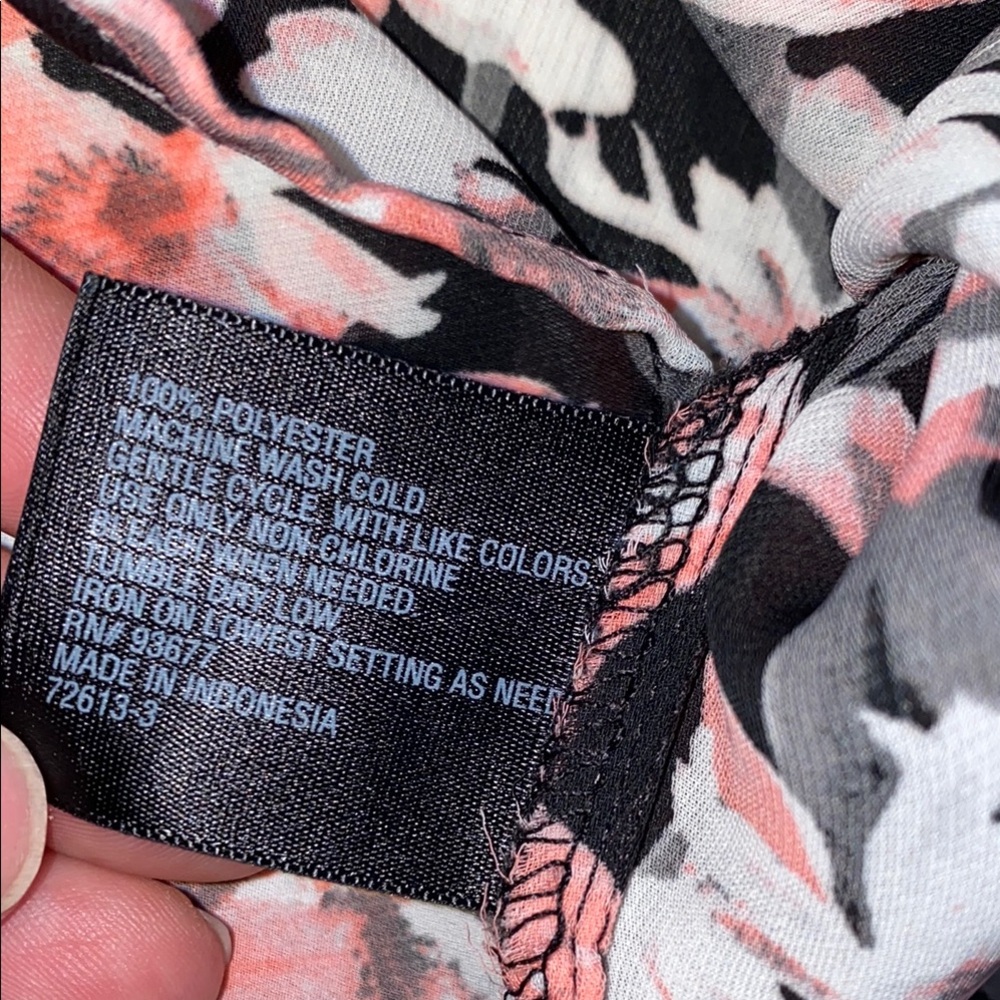 100% POLYESTER
MACHINE WASH COLD
GENTLE CYCLE WITH LIKE COLORS
USE ONLY NON-CHLORINE
BLEACH WHEN NEEDED
TUMBLE DRY LOW
IRON ON LOWEST SETTING AS NEED
RN# 93677
MADE IN INDONESIA
72613-3